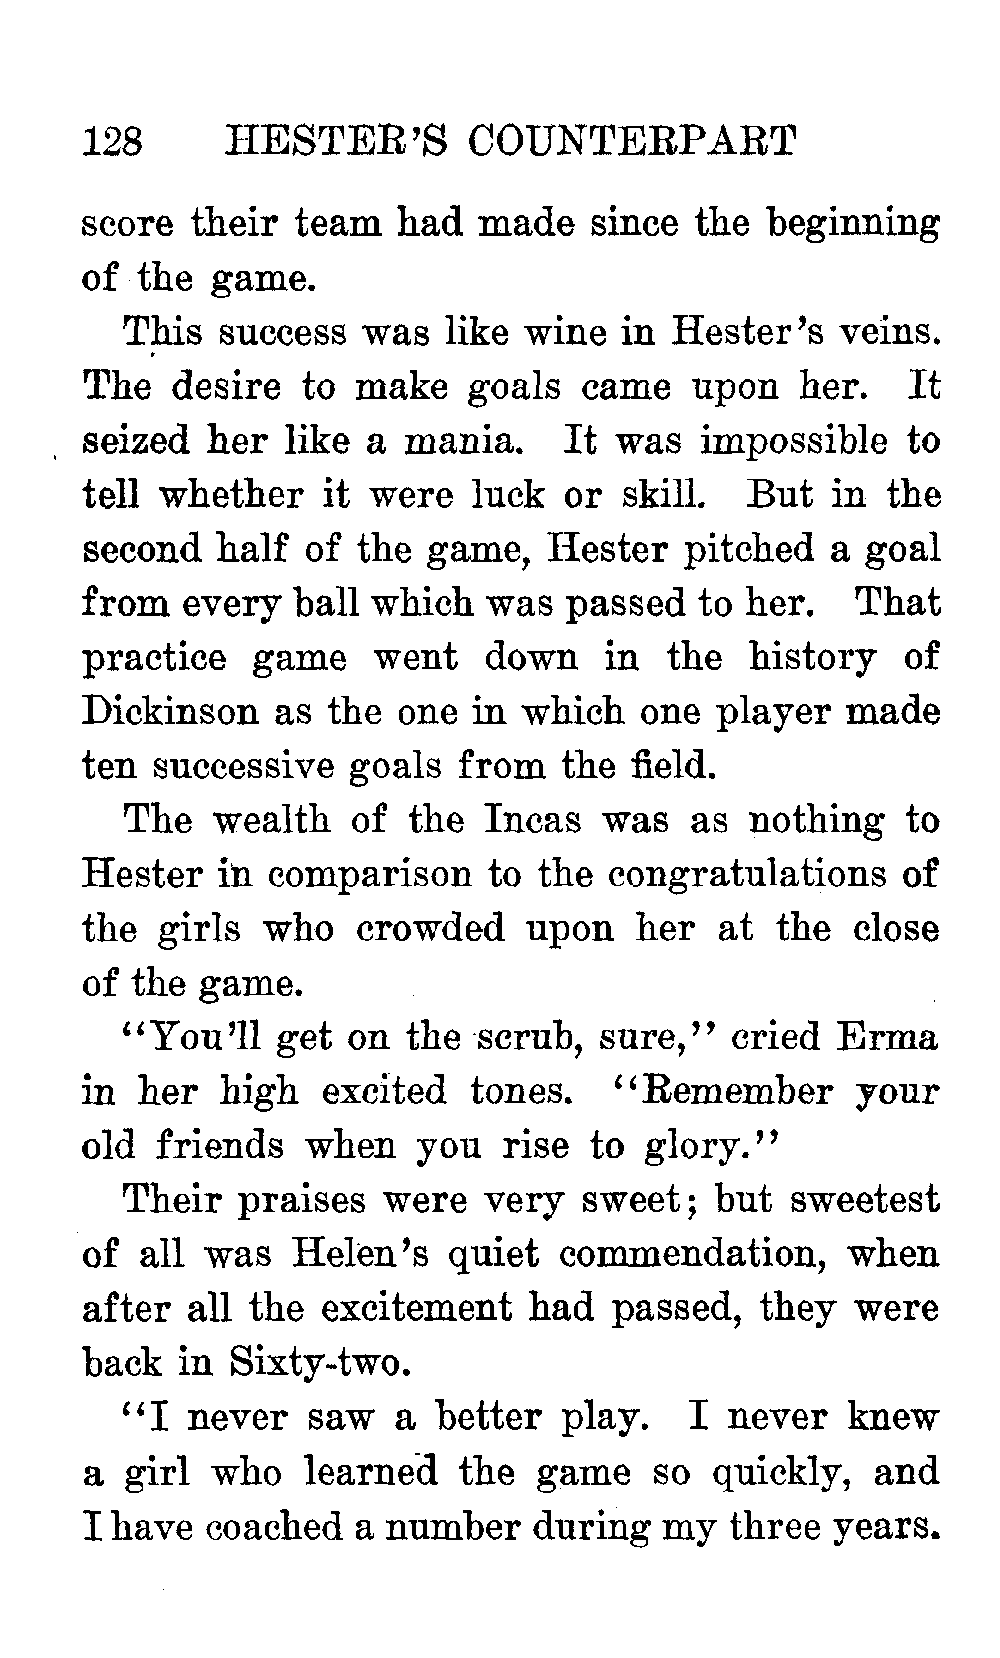 128 HESTER'S COUNTERPART
score their team had made since the beginning
of the game.
This success was like wine in Hester's veins.
The desire to make goals came upon her. It
seized her like a mania. It was impossible to
tell whether it were luck or skill. But in the
second half of the game, Hester pitched a goal
from every ball which was passed to her. That
practice game went down in the history of
Dickinson as the one in which one player made
ten successive goals from the field.
The wealth of the Incas was as nothing to
Hester in comparison to the congratulations of
the girls who crowded upon her at the close
of the game.
"You'll get on the scrub, sure," cried Erma
in her high excited tones. "Remember your
old friends when you rise to glory."
Their praises were very sweet; but sweetest
of all was Helen's quiet commendation, when
after all the excitement had passed, they were
back in Sixty-two.
"I never saw a better play. I never knew
a girl who learned the game so quickly, and
I have coached a number during my three years.